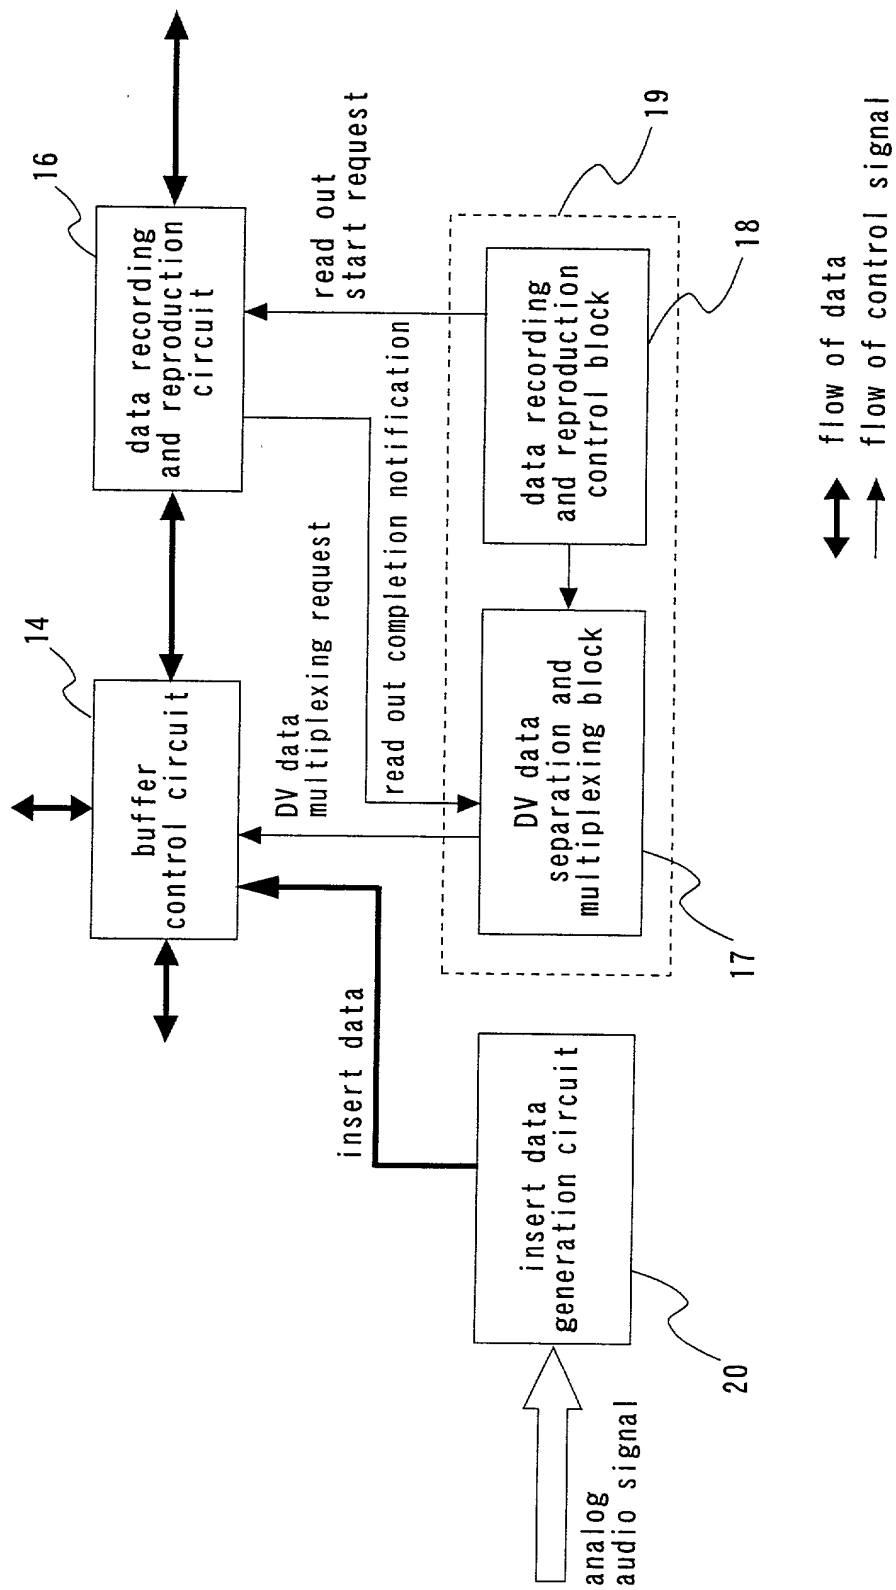 16
data recording
and reproduction
circuit
14
buffer
control circuit
read out
start request
read out completion notification
DV data
multiplexing request
insert data
19
data recording
and reproduction
control block
18
DV data
separation and
multiplexing block
17
insert data
generation circuit
20
analog
audio signal
flow of data
flow of control signal